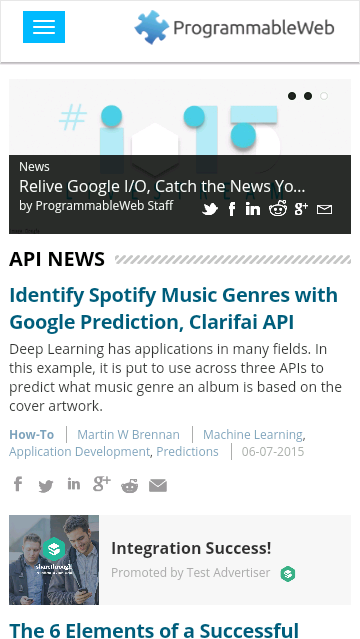 ProgrammableWeb
#io15
News
Relive Google I/O, Catch the News Yo...
by ProgrammableWeb Staff
API NEWS
Identify Spotify Music Genres with
Google Prediction, Clarifai API
Deep Learning has applications in many fields. In
this example, it is put to use across three APIs to
predict what music genre an album is based on the
cover artwork.
How-To | Martin W Brennan | Machine Learning,
Application Development, Predictions | 06-07-2015
sharethrough
Integration Success!
Promoted by Test Advertiser
The 6 Elements of a Successful